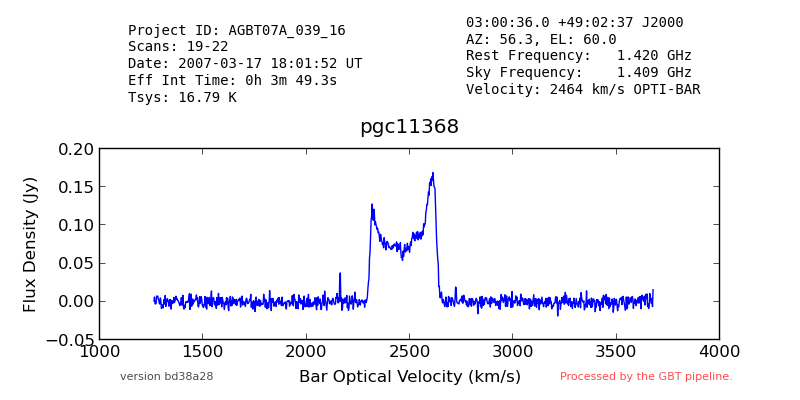 Project ID: AGBT07A_039_16
Scans: 19-22
Date: 2007-03-17 18:01:52 UT
Eff Int Time: 0h 3m 49.3s
Tsys: 16.79 K
03:00:36.0 +49:02:37 J2000
AZ: 56.3, EL: 60.0
Rest Frequency:   1.420 GHz
Sky Frequency:    1.409 GHz
Velocity: 2464 km/s OPTI-BAR
pgc11368
Flux Density (Jy)
0.20
0.15
0.10
0.05
0.00
−0.05
1000 1500 2000 2500 3000 3500 4000
Bar Optical Velocity (km/s)
version bd38a28
Processed by the GBT pipeline.